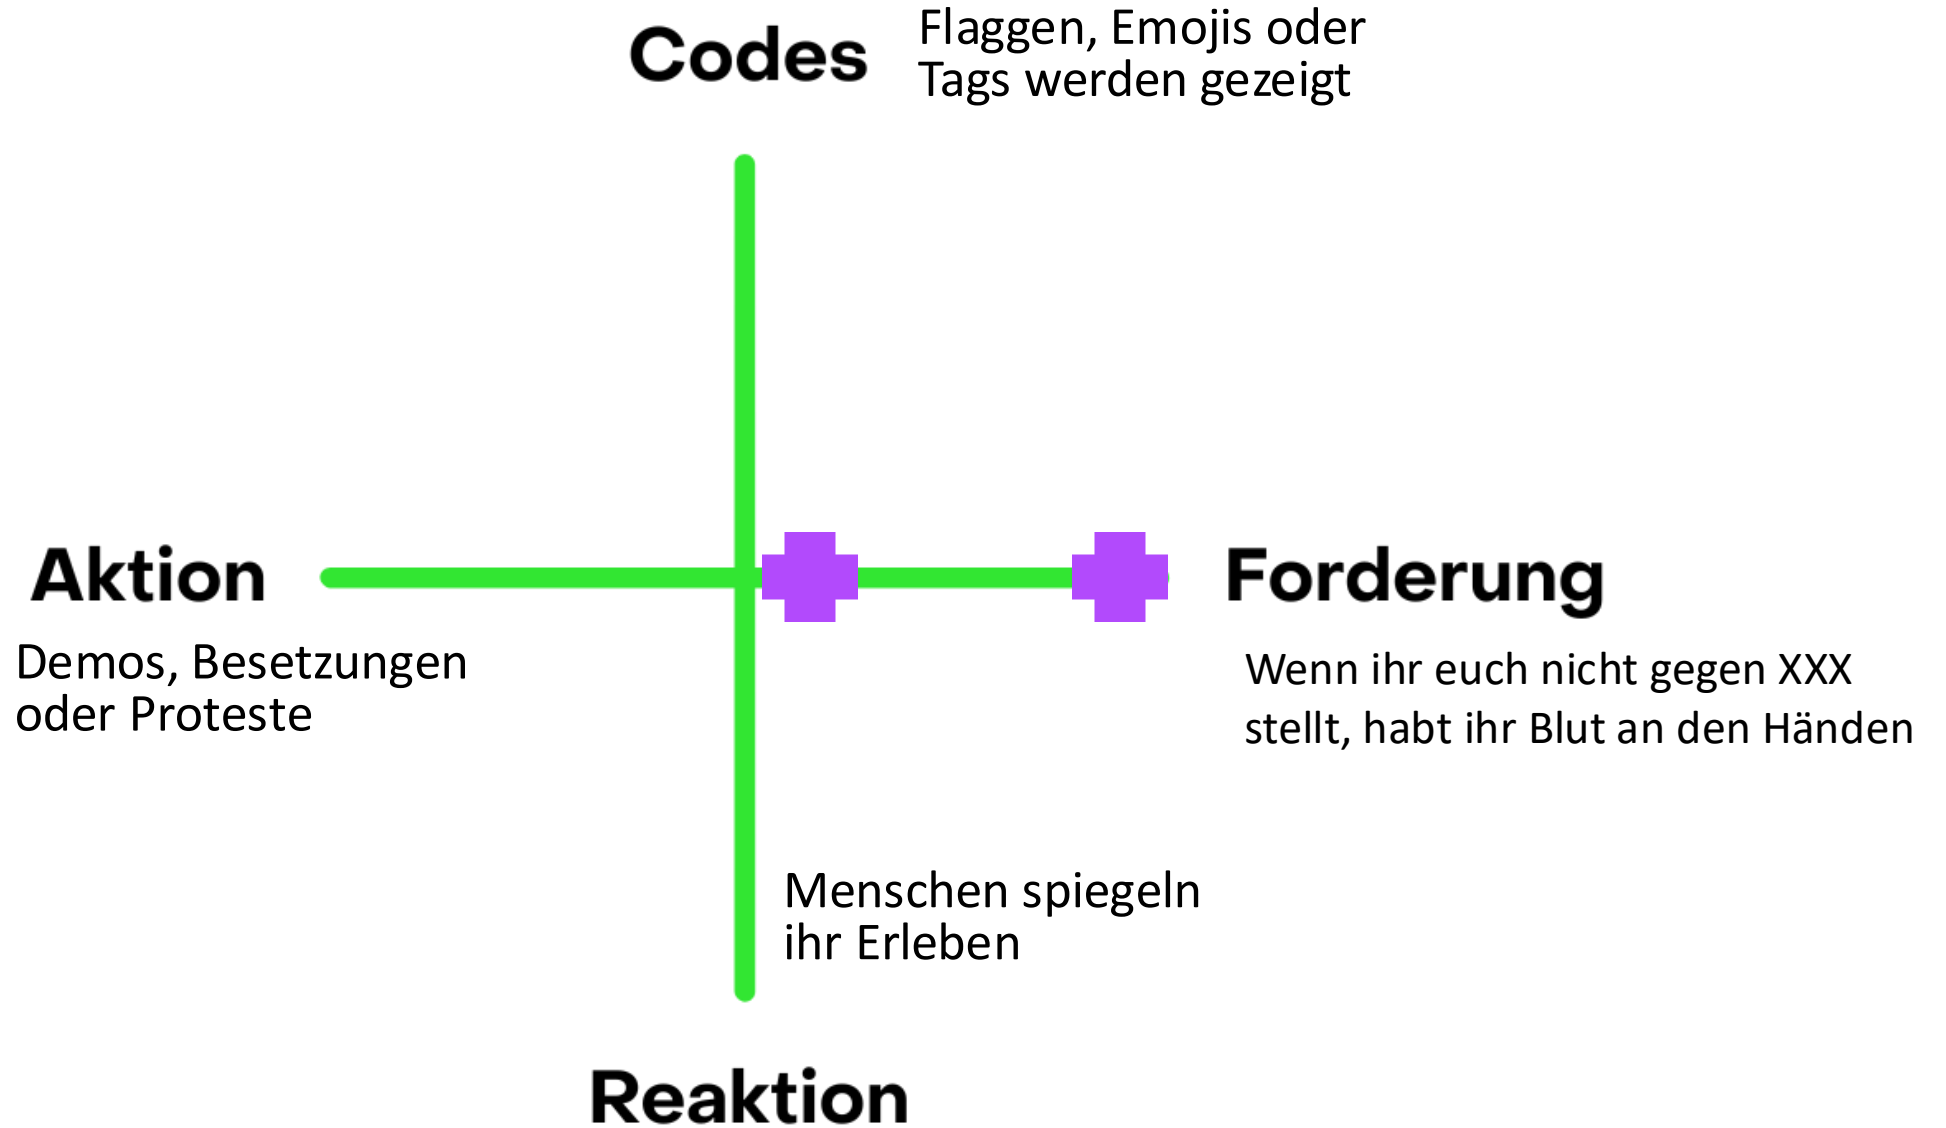 Codes
Flaggen, Emojis oder
Tags werden gezeigt
Aktion
Demos, Besetzungen
oder Proteste
Forderung
Wenn ihr euch nicht gegen XXX
stellt, habt ihr Blut an den Händen
Menschen spiegeln
ihr Erleben
Reaktion